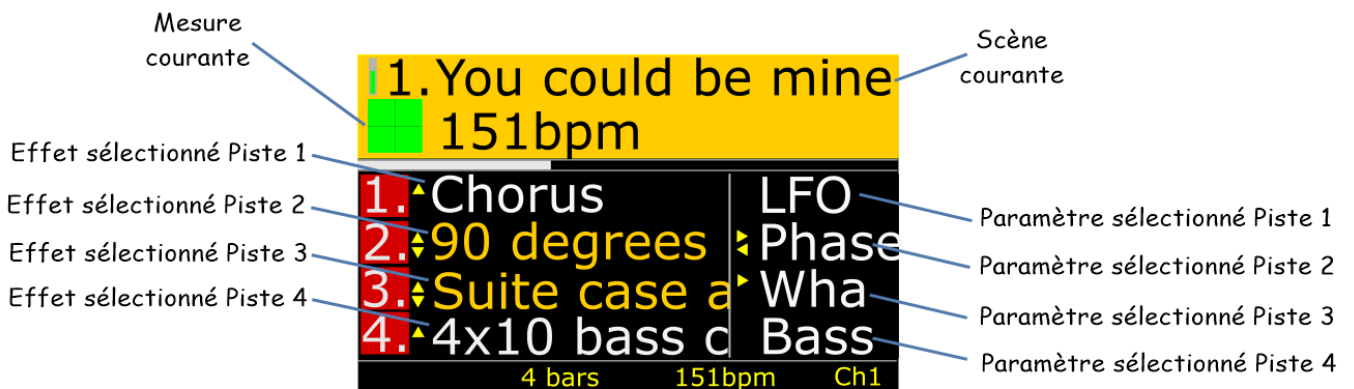 Mesure
courante
Scène
courante
1.You could be mine
151bpm
Effet sélectionné Piste 1
Effet sélectionné Piste 2
Effet sélectionné Piste 3
Effet sélectionné Piste 4
1. Chorus LFO
2. 90 degrees Phase
3. Suite case a Wha
4. 4x10 bass c Bass
Paramètre sélectionné Piste 1
Paramètre sélectionné Piste 2
Paramètre sélectionné Piste 3
Paramètre sélectionné Piste 4
4 bars 151bpm Ch1